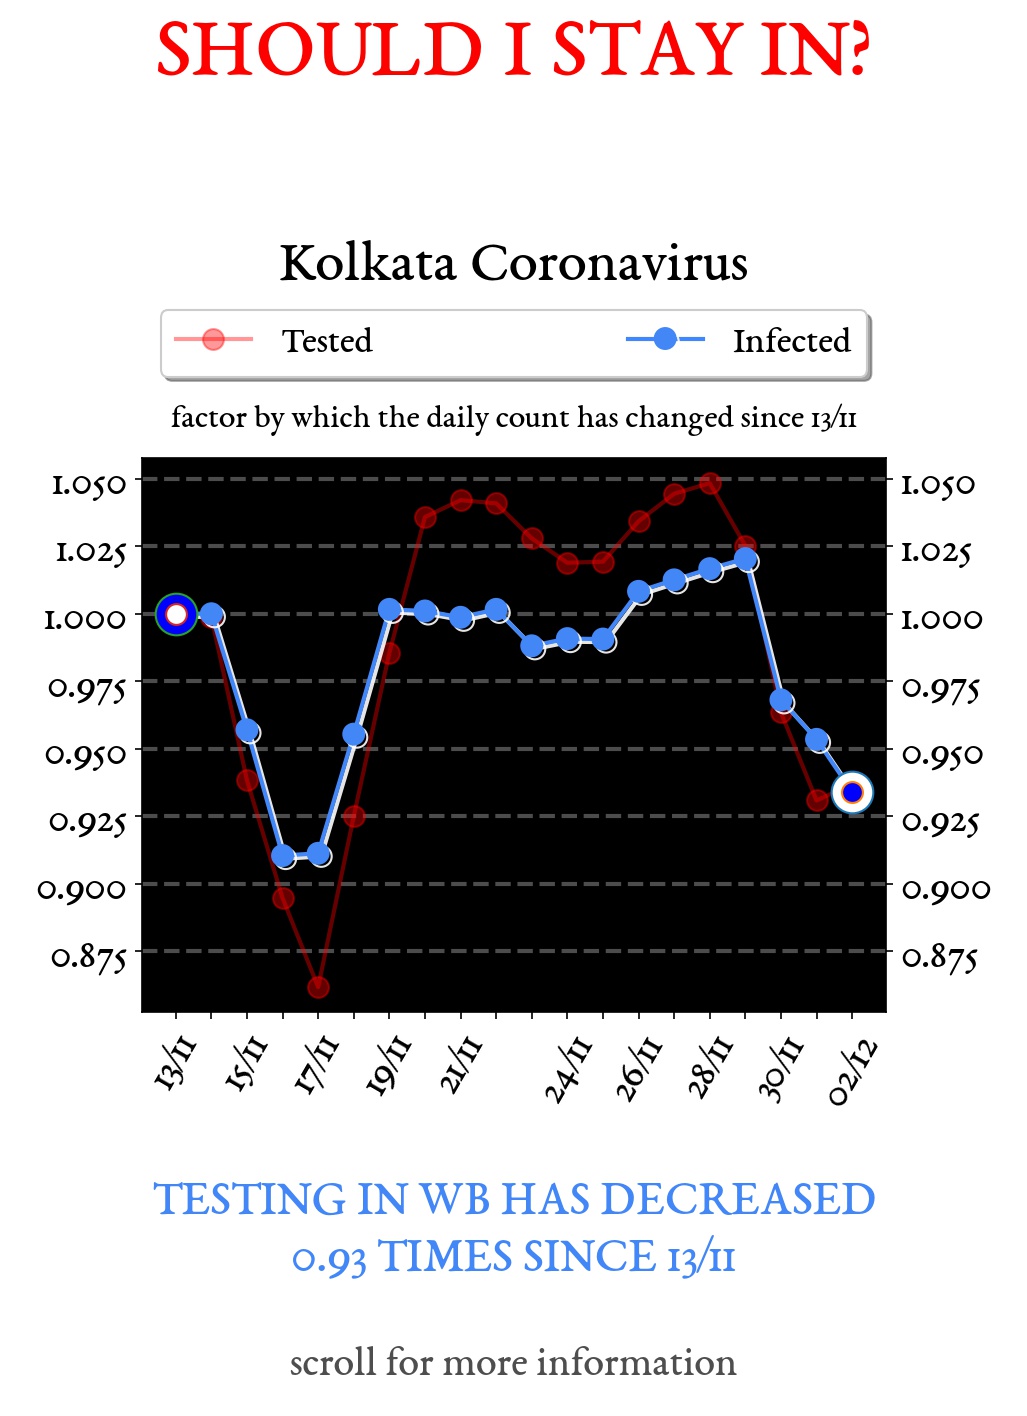 SHOULD I STAY IN?
Kolkata Coronavirus
Tested Infected
factor by which the daily count has changed since 13/11
1.050 1.050
1.025 1.025
1.000 1.000
0.975 0.975
0.950 0.950
0.925 0.925
0.900 0.900
0.875 0.875
13/11 15/11 17/11 19/11 21/11 24/11 26/11 28/11 30/11 02/12
TESTING IN WB HAS DECREASED
0.93 TIMES SINCE 13/11
scroll for more information